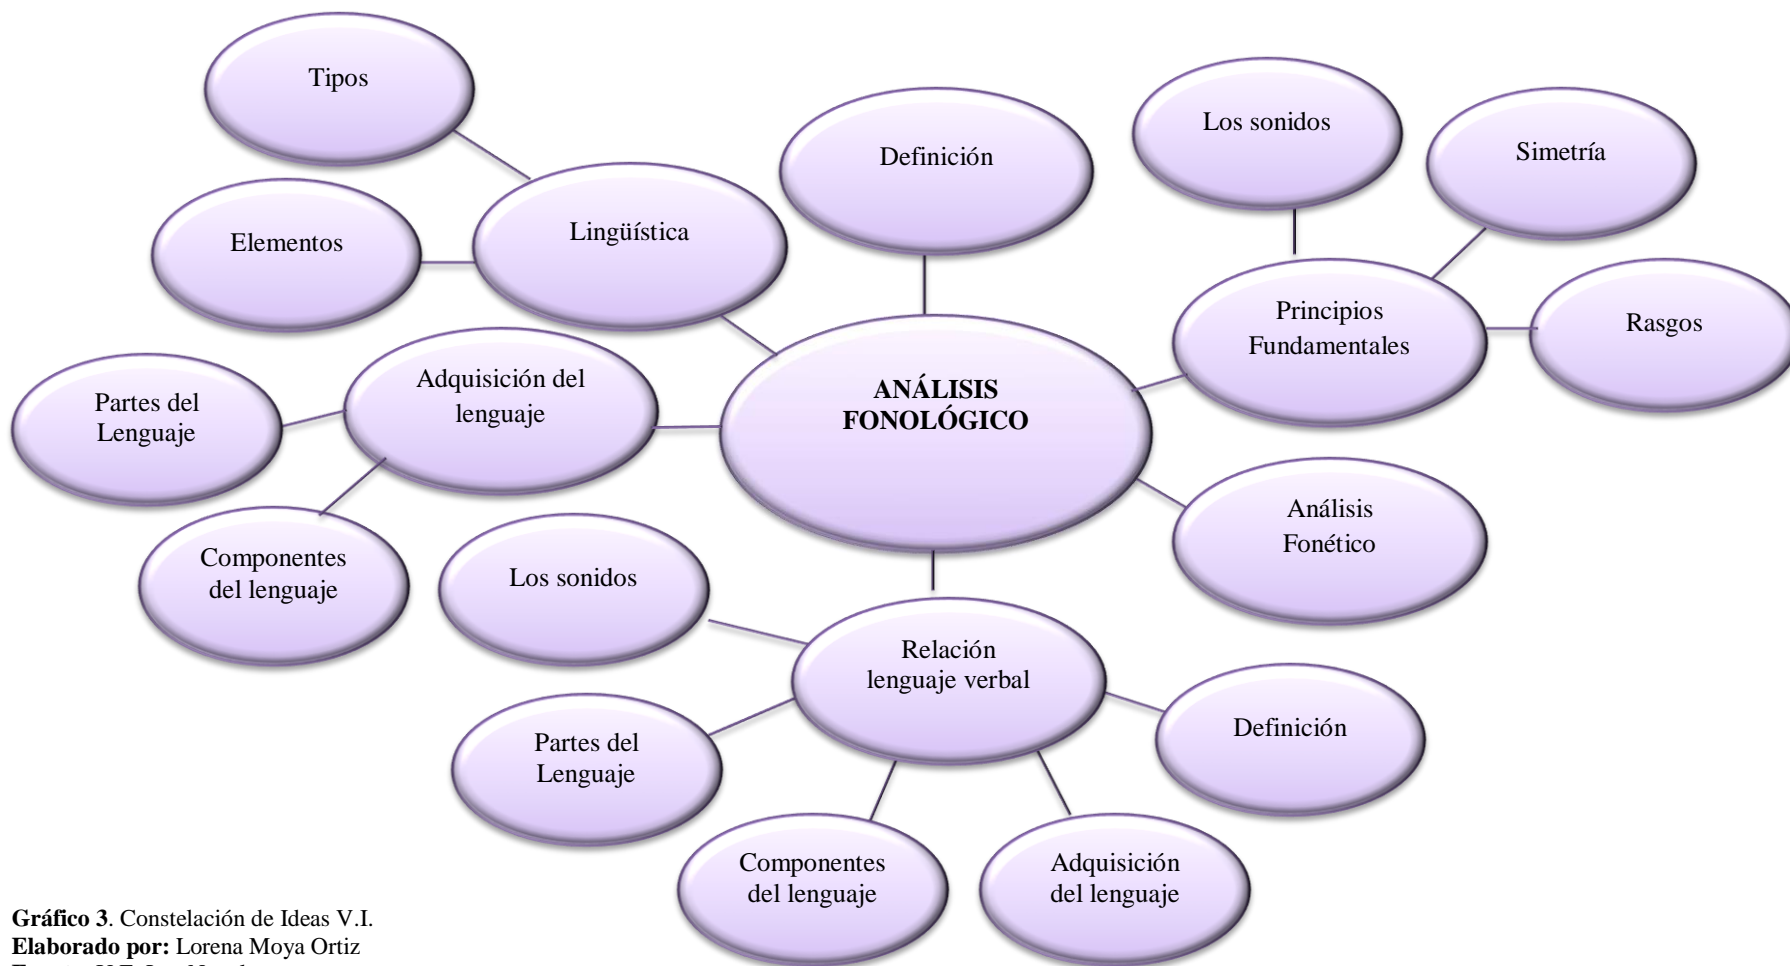 Tipos
Los sonidos
Definición
Simetría
Elementos
Lingüística
Principios
Fundamentales
Rasgos
Adquisición del
lenguaje
ANÁLISIS
FONOLÓGICO
Partes del
Lenguaje
Análisis
Fonético
Componentes
del lenguaje
Los sonidos
Relación
lenguaje verbal
Definición
Partes del
Lenguaje
Componentes
del lenguaje
Adquisición
del lenguaje
Gráfico 3. Constelación de Ideas V.I.
Elaborado por: Lorena Moya Ortiz